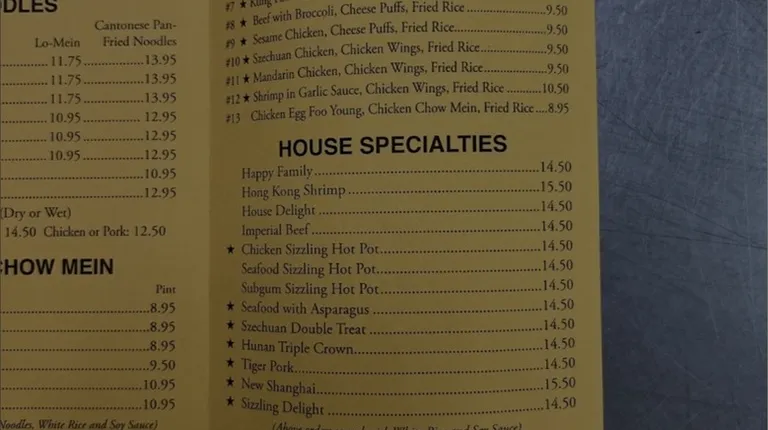 ODLES
Cantonese Pan-
Lo-Mein Fried Noodles
11.75 13.95
11.75 13.95
11.75 13.95
10.95 12.95
10.95 12.95
10.95 12.95
10.95
12.95
(Dry or Wet)
14.50 Chicken or Pork: 12.50
CHOW MEIN
Pint
8.95
8.95
8.95
9.50
10.95
10.95
Noodles, White Rice and Soy Sauce)
#7 ★
#8 ★ Beef with Broccoli, Cheese Puffs, Fried Rice 9.50
#9 ★ Sesame Chicken, Cheese Puffs, Fried Rice 9.50
#10 ★ Szechuan Chicken, Chicken Wings, Fried Rice 9.50
#11 ★ Mandarin Chicken, Chicken Wings, Fried Rice 9.50
#12 ★ Shrimp in Garlic Sauce, Chicken Wings, Fried Rice 10.50
#13 Chicken Egg Foo Young, Chicken Chow Mein, Fried Rice 8.95
HOUSE SPECIALTIES
Happy Family 14.50
Hong Kong Shrimp 15.50
House Delight 14.50
Imperial Beef 14.50
★ Chicken Sizzling Hot Pot 14.50
Seafood Sizzling Hot Pot 14.50
Subgum Sizzling Hot Pot 14.50
★ Seafood with Asparagus 14.50
★ Szechuan Double Treat 14.50
★ Hunan Triple Crown 14.50
★ Tiger Pork 14.50
★ New Shanghai 15.50
★ Sizzling Delight 14.50